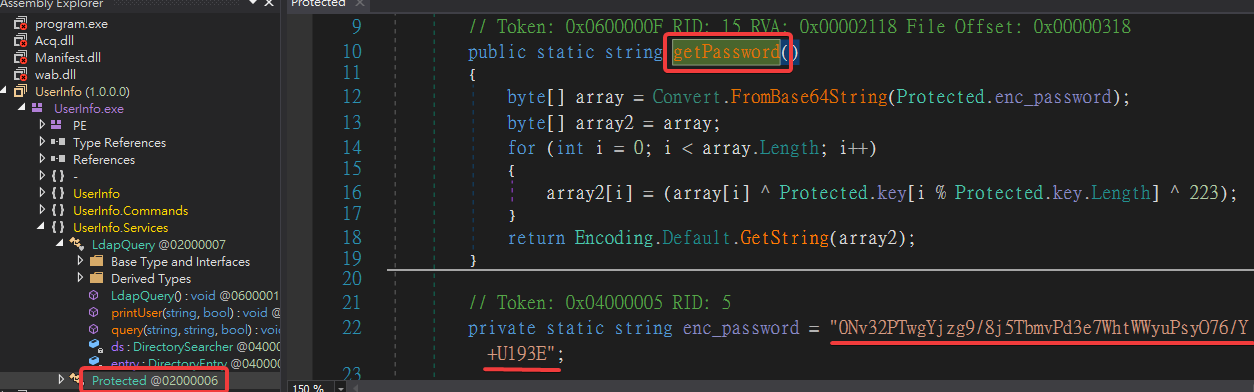 Assembly Explorer
program.exe
Acq.dll
Manifest.dll
wab.dll
UserInfo (1.0.0.0)
UserInfo.exe
PE
Type References
References
{ } -
{ } UserInfo
{ } UserInfo.Commands
{ } UserInfo.Services
LdapQuery @02000007
Base Type and Interfaces
Derived Types
LdapQuery() : void @0600001
printUser(string, bool) : void @0
query(string, string, bool) : voi
ds : DirectorySearcher @04000
entry : DirectoryEntry @04000
Protected @02000006
Protected
9 // Token: 0x0600000F RID: 15 RVA: 0x00002118 File Offset: 0x00000318
10 public static string getPassword()
11 {
12 byte[] array = Convert.FromBase64String(Protected.enc_password);
13 byte[] array2 = array;
14 for (int i = 0; i < array.Length; i++)
15 {
16 array2[i] = (array[i] ^ Protected.key[i % Protected.key.Length] ^ 223);
17 }
18 return Encoding.Default.GetString(array2);
19 }
20
21 // Token: 0x04000005 RID: 5
22 private static string enc_password = "0Nv32PTwgYjzg9/8j5TbmvPd3e7WhtWWyuPsyO76/Y
+U193E";
23
150 %